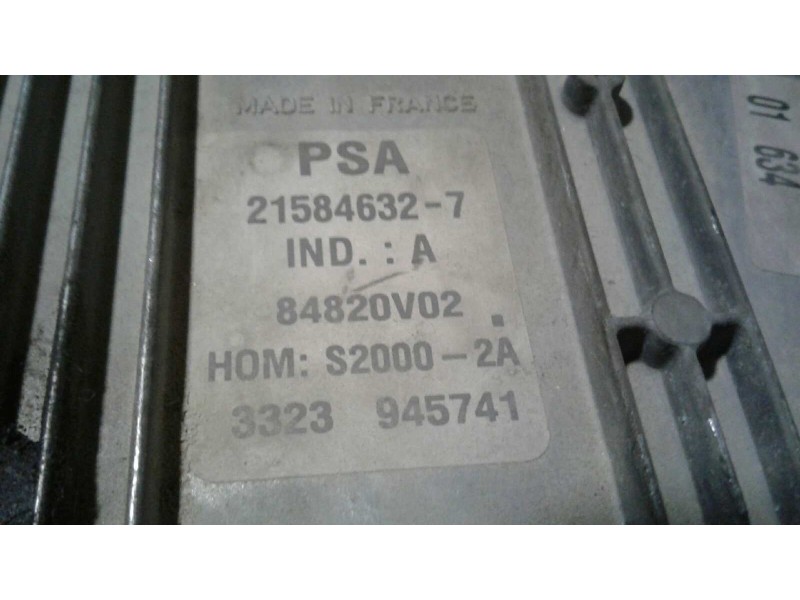 MADE IN FRANCE
PSA
21584632-7
IND. : A
84820V02 .
HOM: S2000-2A
3323 945741
01 634